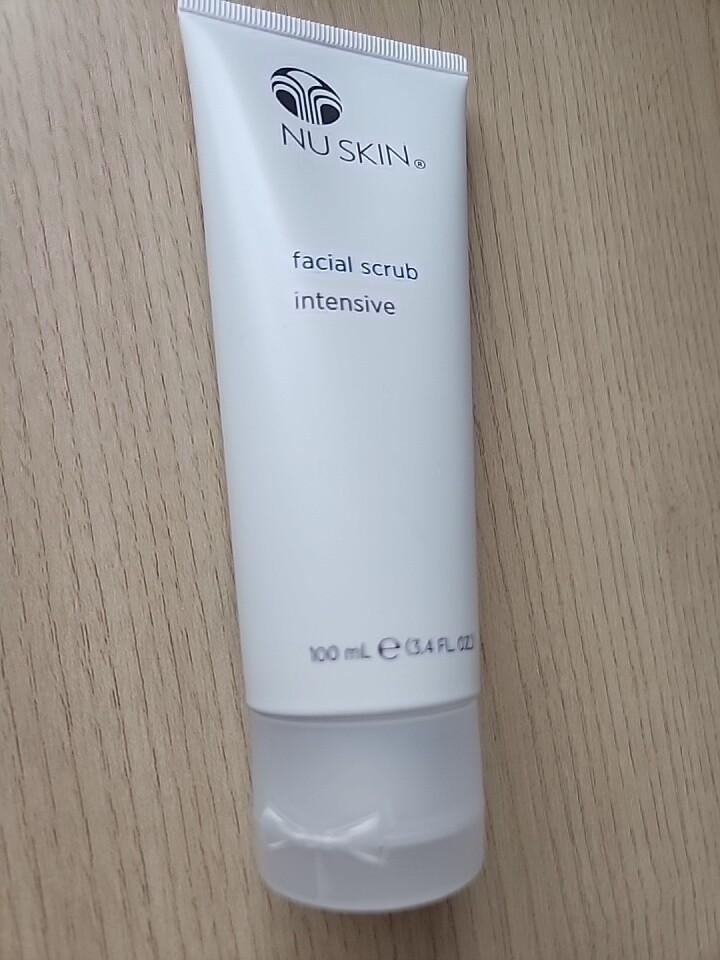 NU SKIN®
facial scrub
intensive
100 mL ℮ (3.4 FL. OZ.)